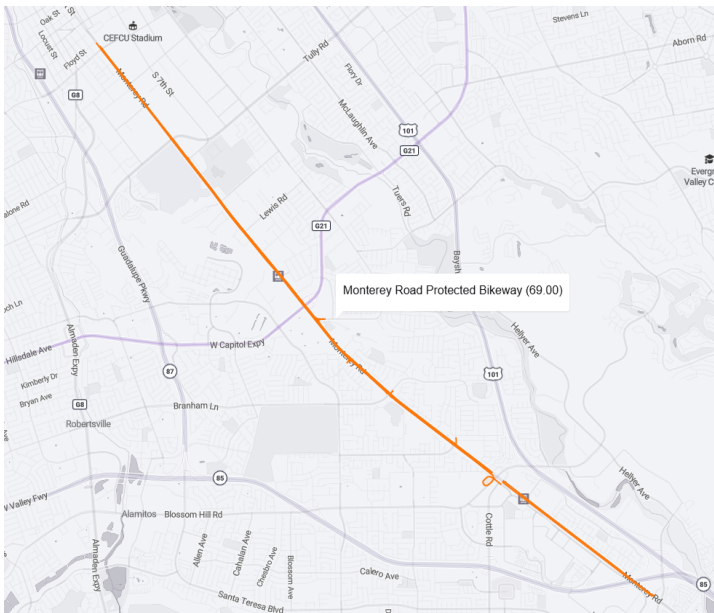 Oak St
CEFCU Stadium
Stevens Ln
Locust St
Floyd St
Tully Rd
Aborn Rd
Monterey Rd
S 7th St
Flory Dr
G8
McLaughlin Ave
101
G21
Evergr
Valley C
alone Rd
Lewis Rd
Tuers Rd
G21
Guadalupe Pkwy
Baysh
Monterey Road Protected Bikeway (69.00)
och Ln
Almaden Expy
Hellyer Ave
W Capitol Expy
Monterey Rd
Hillsdale Ave
Kimberly Dr
87
101
Bryan Ave
G8
Branham Ln
Robertsville
85
Hellyer Ave
Valley Fwy
Alamitos
Blossom Hill Rd
Cottle Rd
Almaden Expy
Allen Ave
Cahalan Ave
Chesbro Ave
Blossom Ave
Calero Ave
Monterey Rd
85
Santa Teresa Blvd